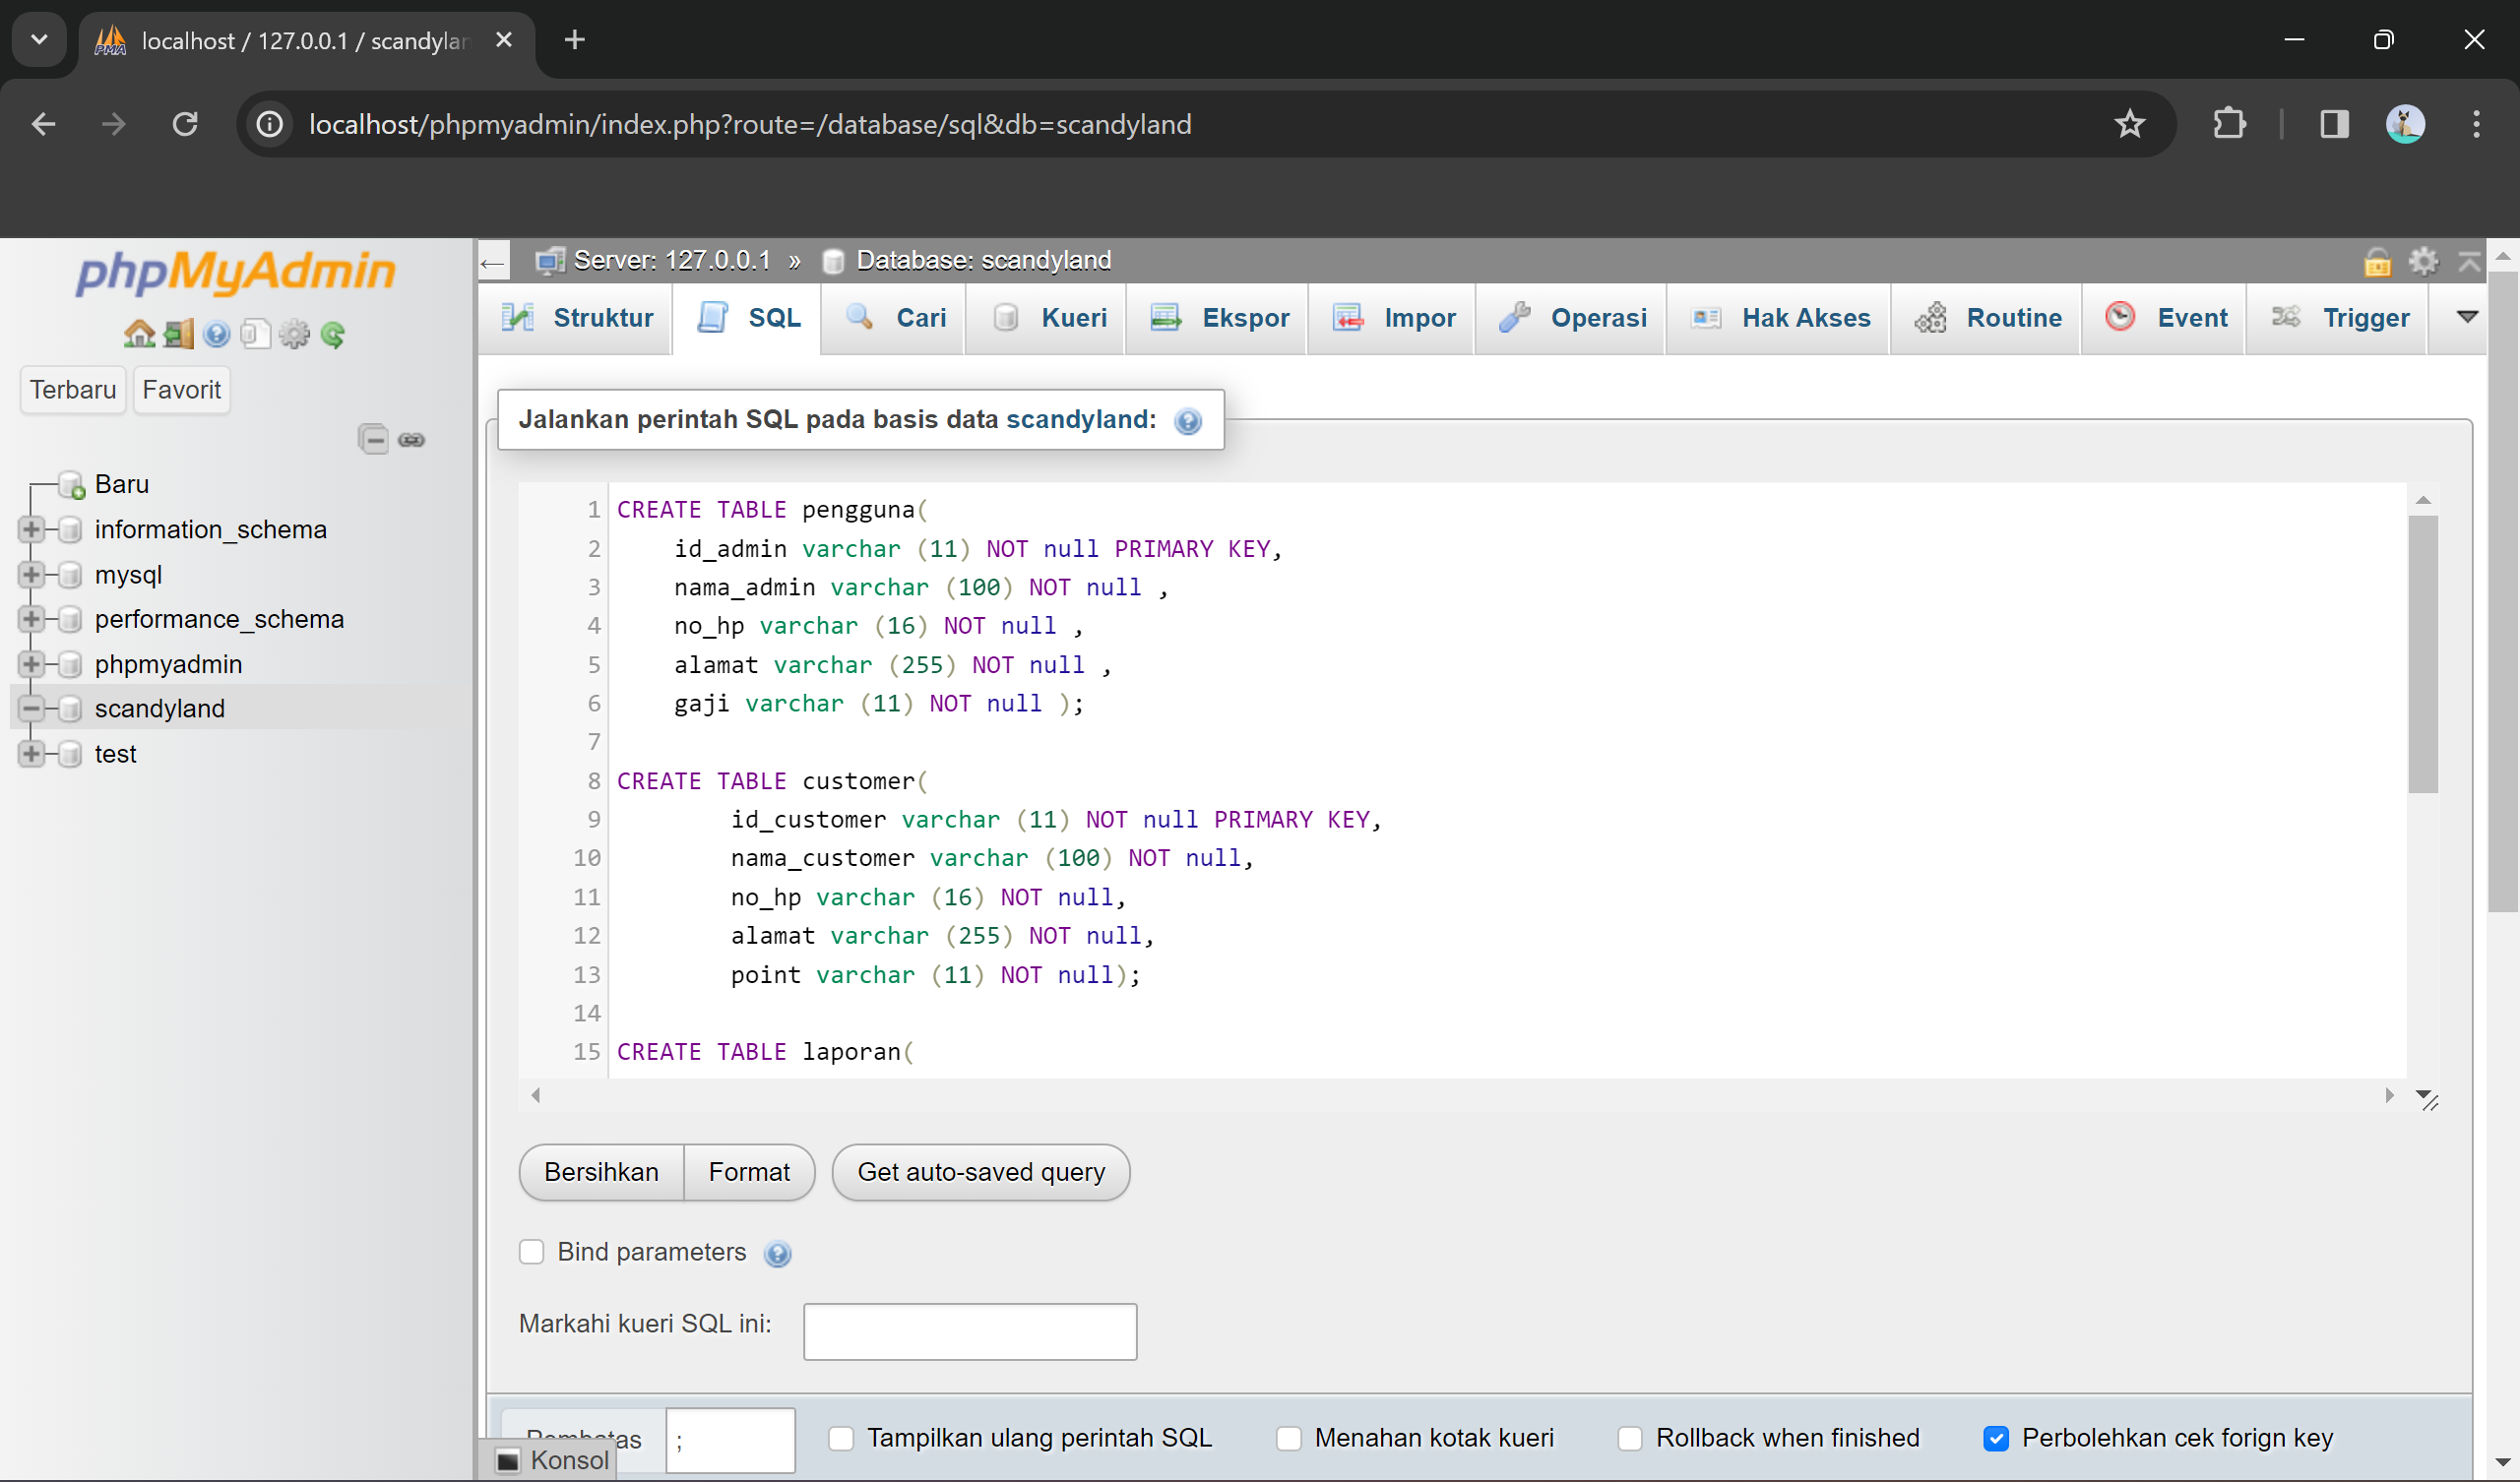 localhost / 127.0.0.1 / scandylan
localhost/phpmyadmin/index.php?route=/database/sql&db=scandyland
phpMyAdmin
Terbaru Favorit
Baru
information_schema
mysql
performance_schema
phpmyadmin
scandyland
test
Server: 127.0.0.1 » Database: scandyland
Struktur SQL Cari Kueri Ekspor Impor Operasi Hak Akses Routine Event Trigger
Jalankan perintah SQL pada basis data scandyland:
1 CREATE TABLE pengguna(
2 id_admin varchar (11) NOT null PRIMARY KEY,
3 nama_admin varchar (100) NOT null ,
4 no_hp varchar (16) NOT null ,
5 alamat varchar (255) NOT null ,
6 gaji varchar (11) NOT null );
7
8 CREATE TABLE customer(
9 id_customer varchar (11) NOT null PRIMARY KEY,
10 nama_customer varchar (100) NOT null,
11 no_hp varchar (16) NOT null,
12 alamat varchar (255) NOT null,
13 point varchar (11) NOT null);
14
15 CREATE TABLE laporan(
Bersihkan Format Get auto-saved query
Bind parameters
Markahi kueri SQL ini:
; Tampilkan ulang perintah SQL Menahan kotak kueri Rollback when finished Perbolehkan cek forign key
Konsol